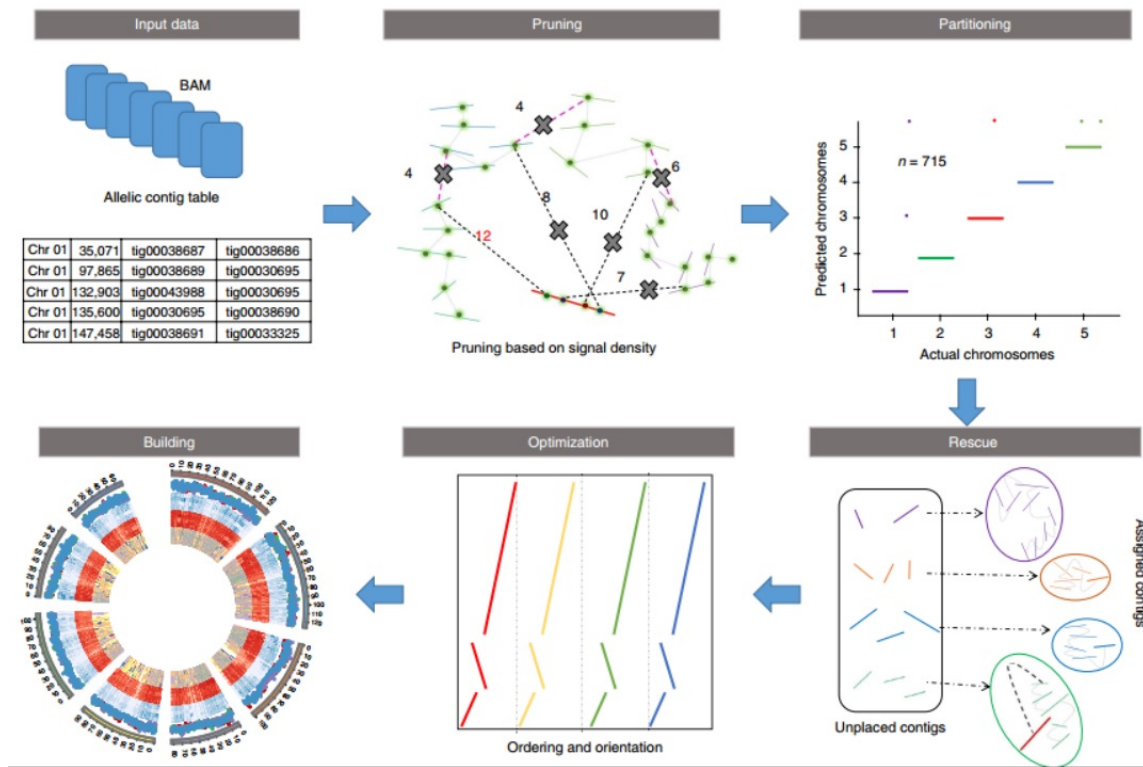 Input data
BAM
Allelic contig table
Chr 01 35,071 tig00038687 tig00038686
Chr 01 97,865 tig00038689 tig00030695
Chr 01 132,903 tig00043988 tig00030695
Chr 01 135,600 tig00030695 tig00038690
Chr 01 147,458 tig00038691 tig00033325
Pruning
4
4
6
8
10
12
7
Pruning based on signal density
Partitioning
Predicted chromosomes
5
4
3
2
1
n = 715
1 2 3 4 5
Actual chromosomes
Building
Optimization
Ordering and orientation
Rescue
Unplaced contigs
Assigned contigs